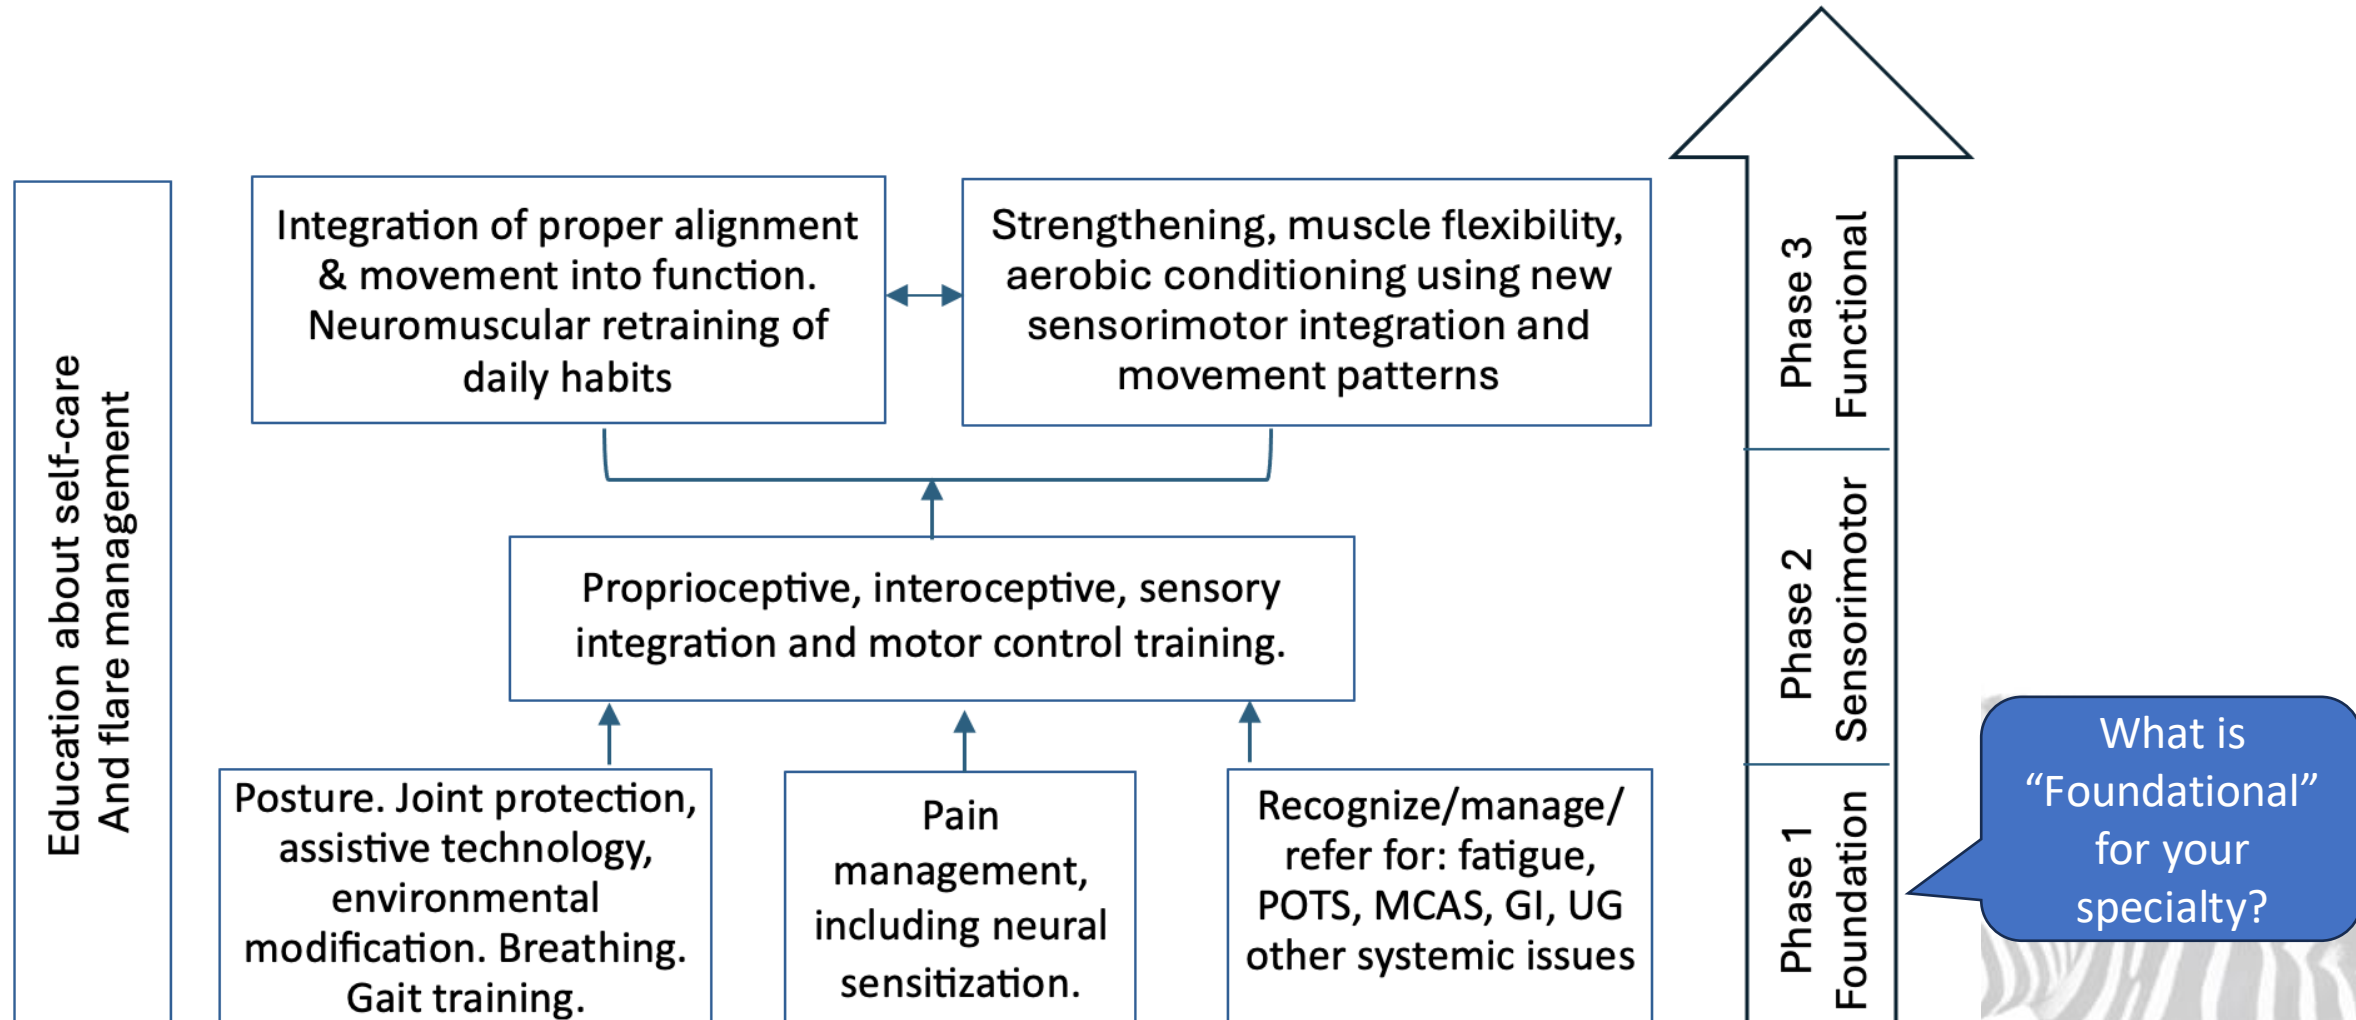 Education about self-care
And flare management
Integration of proper alignment
& movement into function.
Neuromuscular retraining of
daily habits
Strengthening, muscle flexibility,
aerobic conditioning using new
sensorimotor integration and
movement patterns
Proprioceptive, interoceptive, sensory
integration and motor control training.
Posture. Joint protection,
assistive technology,
environmental
modification. Breathing.
Gait training.
Pain
management,
including neural
sensitization.
Recognize/manage/
refer for: fatigue,
POTS, MCAS, GI, UG
other systemic issues
Phase 3
Functional
Phase 2
Sensorimotor
Phase 1
Foundation
What is
“Foundational”
for your
specialty?